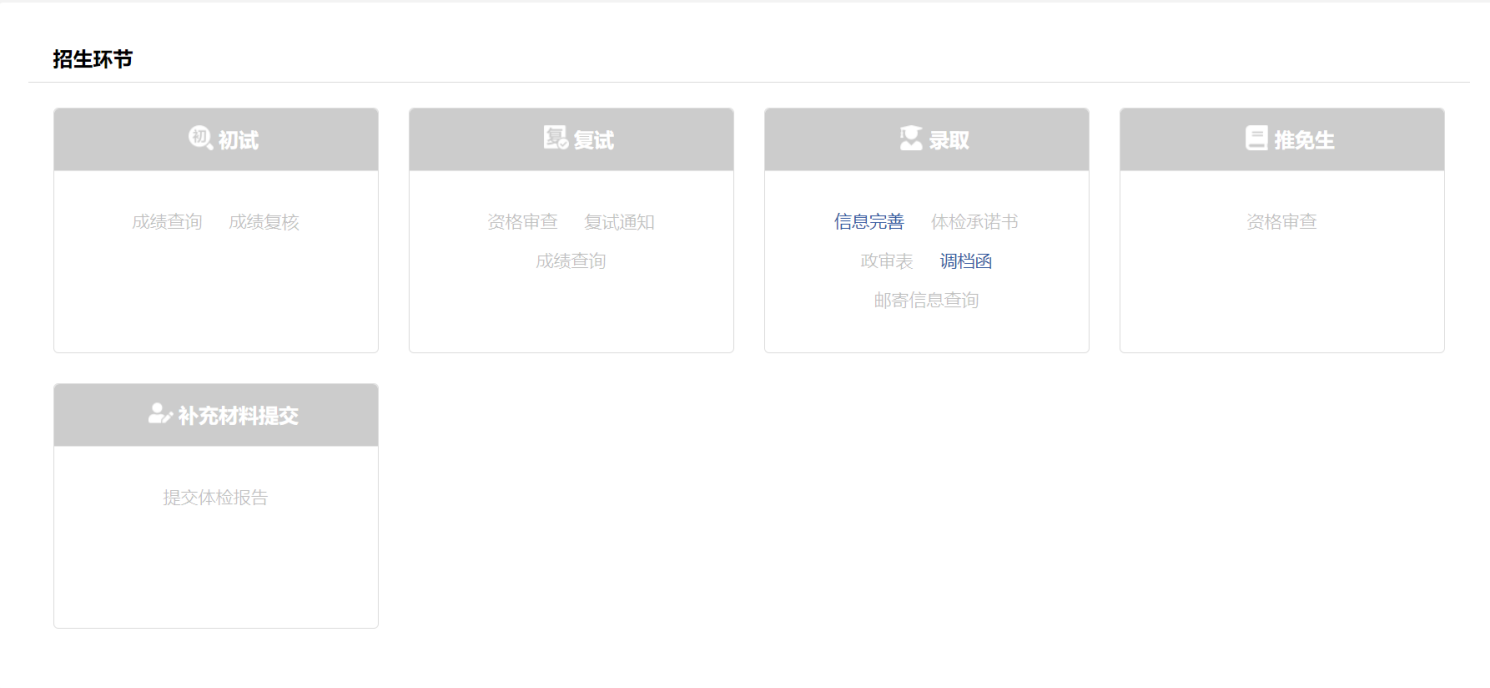 招生环节
初 初试
复 复试
录取
推免生
成绩查询 成绩复核
资格审查 复试通知
成绩查询
信息完善 体检承诺书
政审表 调档函
邮寄信息查询
资格审查
补充材料提交
提交体检报告